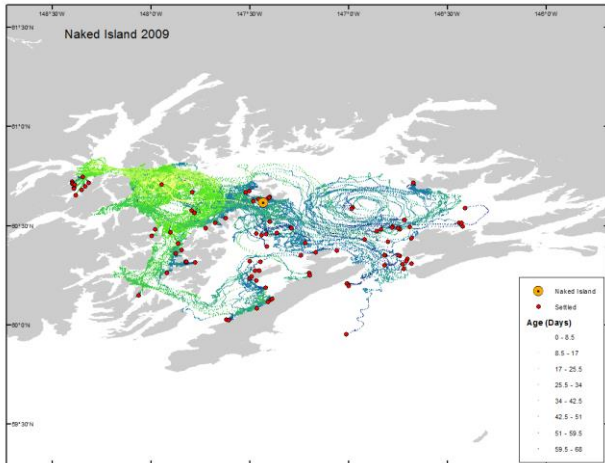 148°30'W 148°0'W 147°30'W 147°0'W 146°30'W 146°0'W
Naked Island 2009
61°30'N
61°0'N
60°30'N
60°0'N
59°30'N
Naked Island
Settled
Age (Days)
0 - 8.5
8.5 - 17
17 - 25.5
25.5 - 34
34 - 42.5
42.5 - 51
51 - 59.5
59.5 - 68